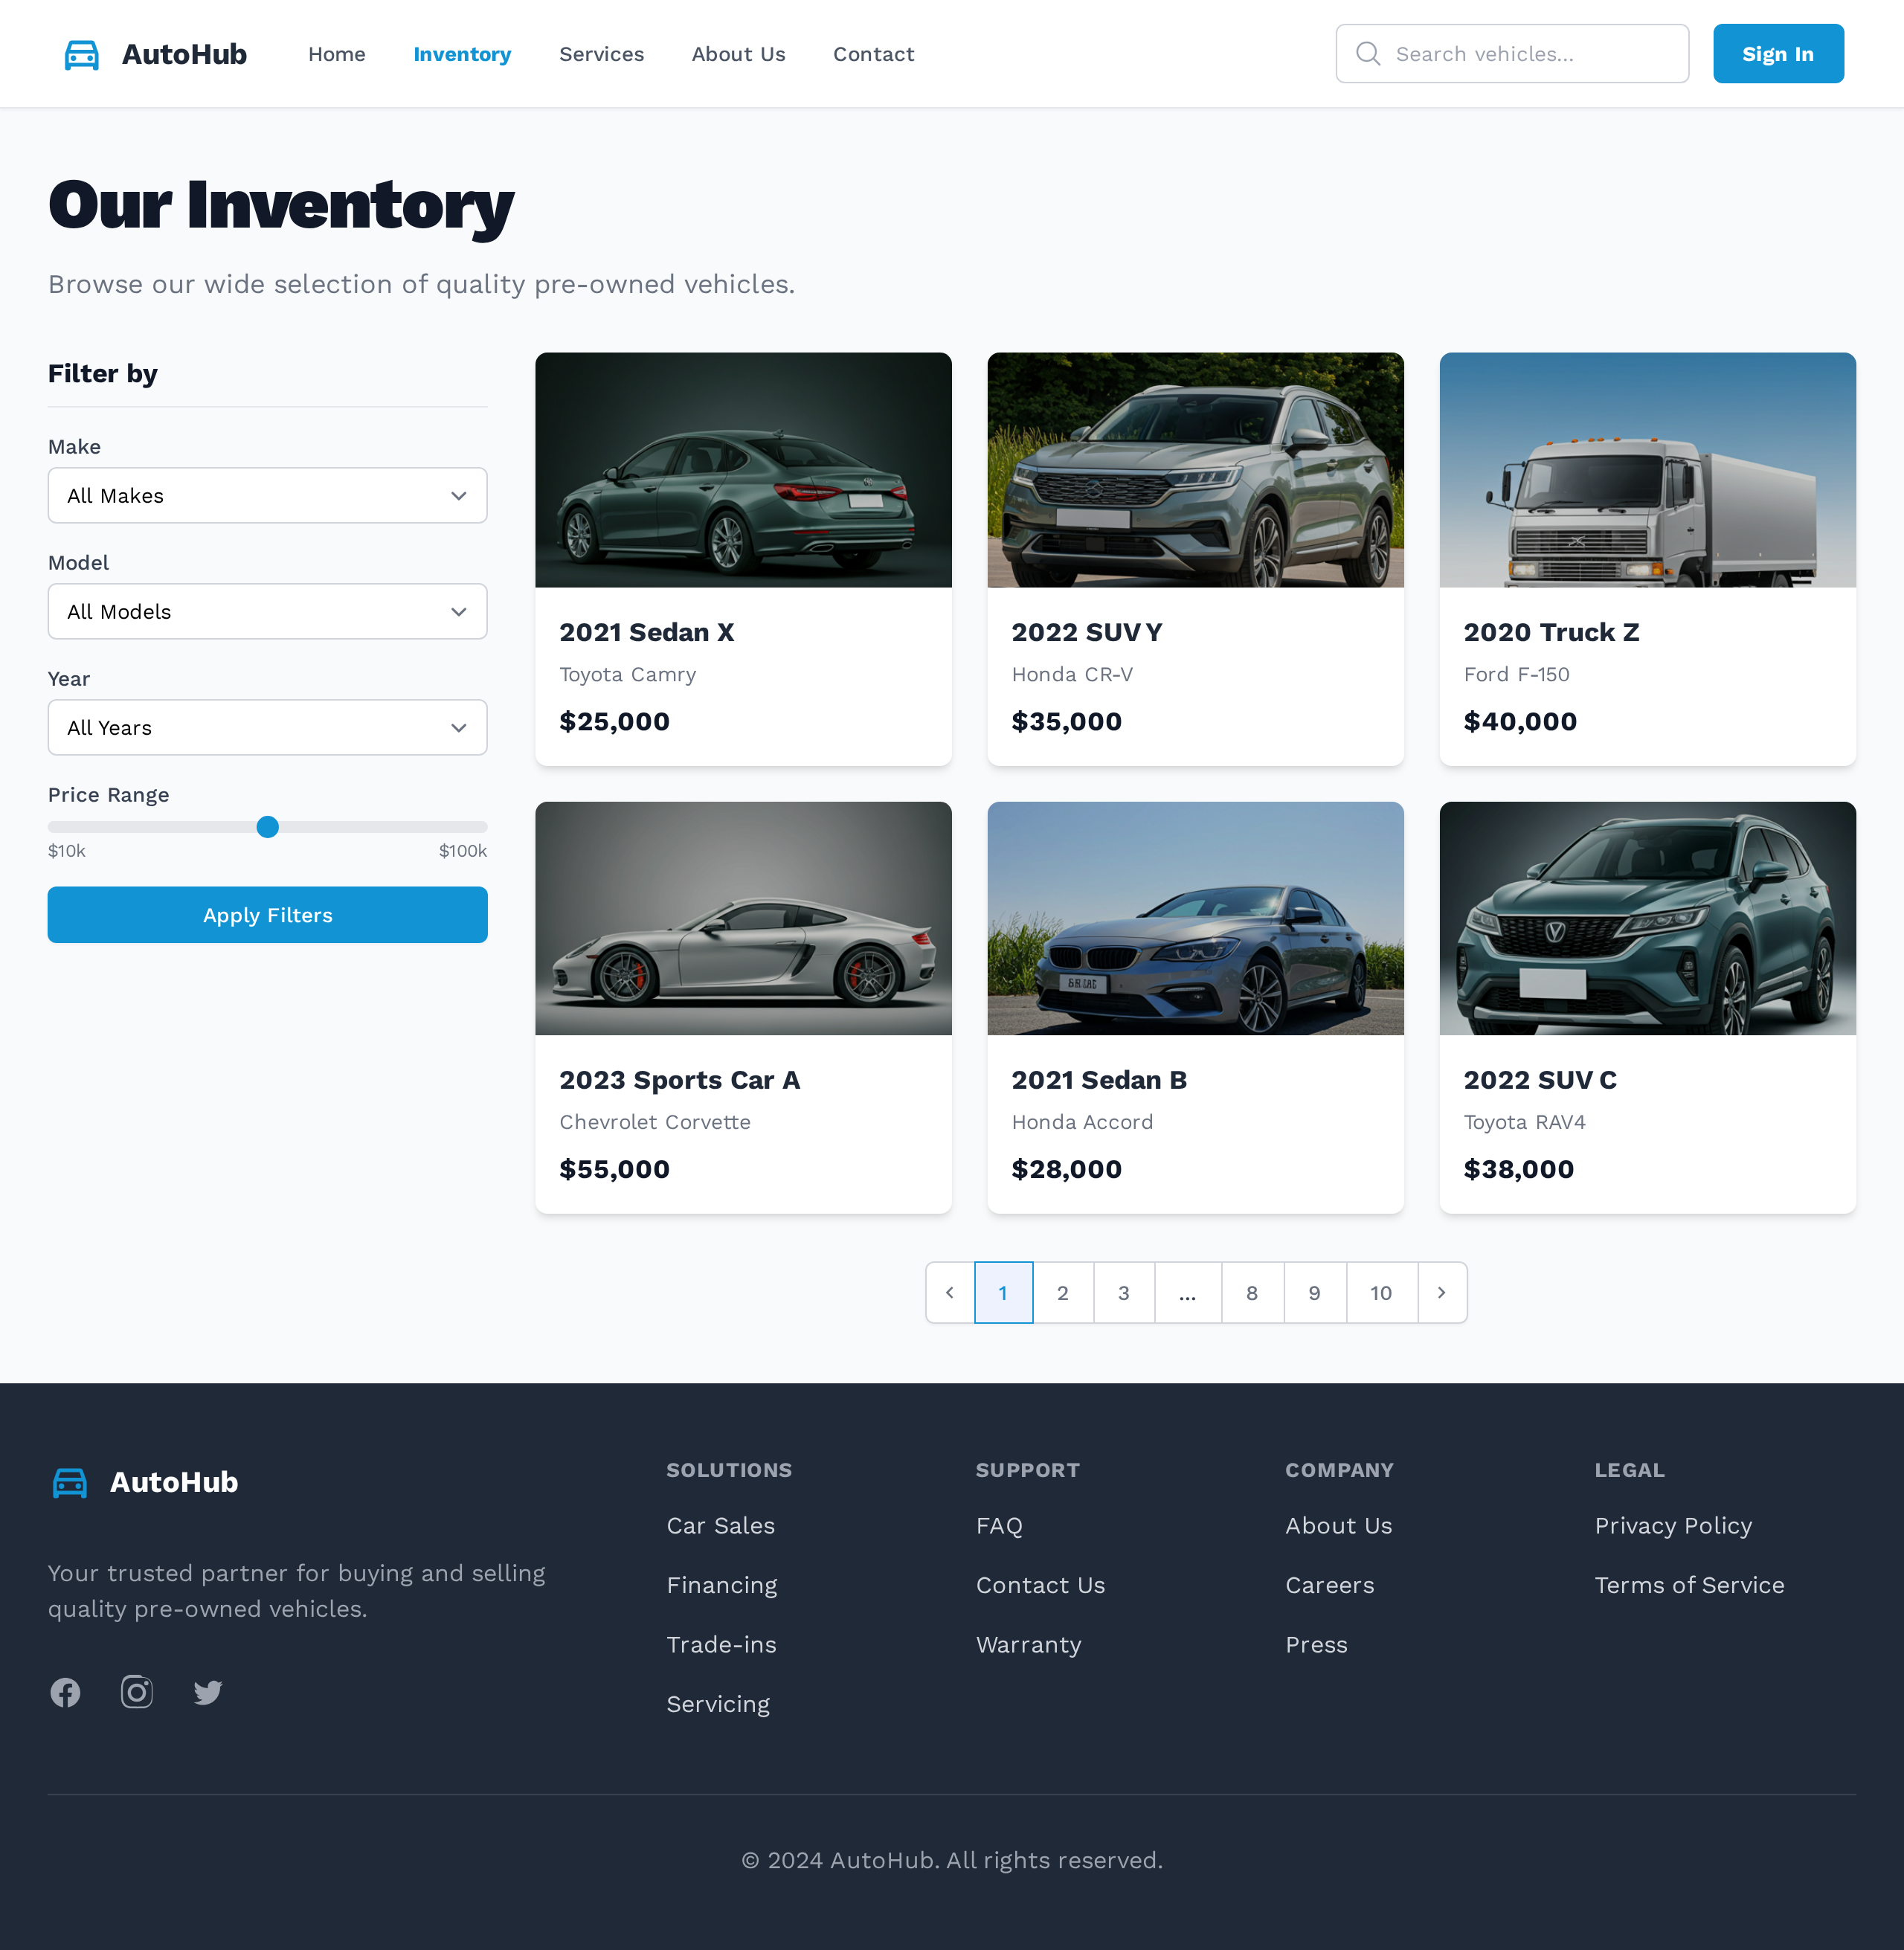 AutoHub
Home
Inventory
Services
About Us
Contact
Search vehicles...
Sign In
Our Inventory
Browse our wide selection of quality pre-owned vehicles.
Filter by
Make
All Makes
Model
All Models
Year
All Years
Price Range
$10k
$100k
Apply Filters
2021 Sedan X
Toyota Camry
$25,000
2022 SUV Y
Honda CR-V
$35,000
2020 Truck Z
Ford F-150
$40,000
2023 Sports Car A
Chevrolet Corvette
$55,000
2021 Sedan B
Honda Accord
$28,000
2022 SUV C
Toyota RAV4
$38,000
1
2
3
...
8
9
10
AutoHub
Your trusted partner for buying and selling
quality pre-owned vehicles.
SOLUTIONS
Car Sales
Financing
Trade-ins
Servicing
SUPPORT
FAQ
Contact Us
Warranty
COMPANY
About Us
Careers
Press
LEGAL
Privacy Policy
Terms of Service
© 2024 AutoHub. All rights reserved.